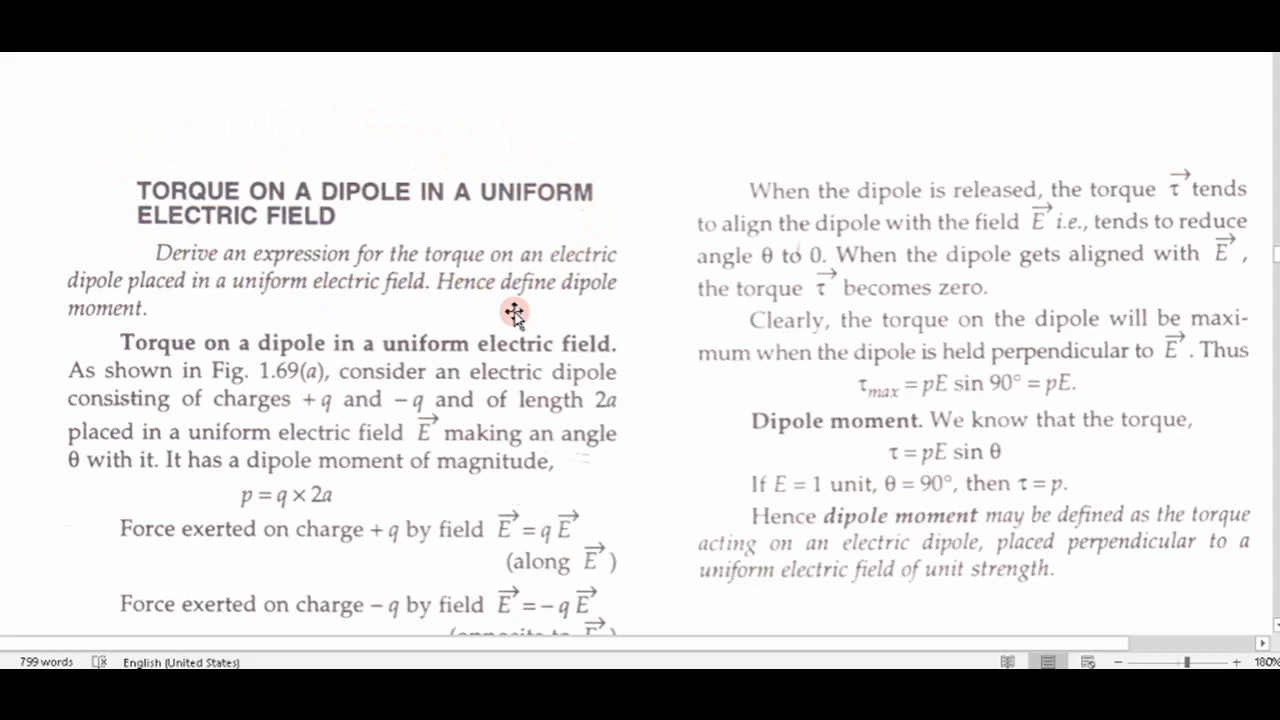 TORQUE ON A DIPOLE IN A UNIFORM
ELECTRIC FIELD
Derive an expression for the torque on an electric
dipole placed in a uniform electric field. Hence define dipole
moment.
Torque on a dipole in a uniform electric field.
As shown in Fig. 1.69(a), consider an electric dipole
consisting of charges +q and −q and of length 2a
placed in a uniform electric field E⃗ making an angle
θ with it. It has a dipole moment of magnitude,
p = q × 2a
Force exerted on charge +q by field E⃗ = q E⃗
(along E⃗ )
Force exerted on charge − q by field E⃗ = − q E⃗
(opposite to E⃗ )
When the dipole is released, the torque τ⃗ tends
to align the dipole with the field E⃗ i.e., tends to reduce
angle θ to 0. When the dipole gets aligned with E⃗ ,
the torque τ⃗ becomes zero.
Clearly, the torque on the dipole will be maxi-
mum when the dipole is held perpendicular to E⃗ . Thus
τmax = pE sin 90° = pE.
Dipole moment. We know that the torque,
τ = pE sin θ
If E = 1 unit, θ = 90°, then τ = p.
Hence dipole moment may be defined as the torque
acting on an electric dipole, placed perpendicular to a
uniform electric field of unit strength.
799 words English (United States) 180%